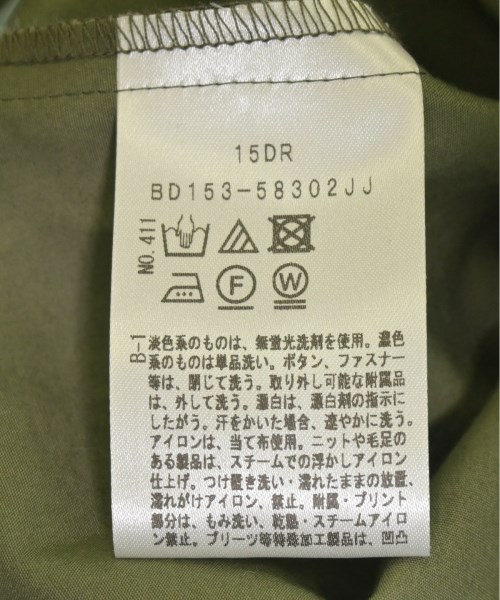 15DR
BD153-58302JJ
NO.411
F
W
B-1
淡色系のものは、無蛍光洗剤を使用。濃色
系のものは単品洗い。ボタン、ファスナー
等は、閉じて洗う。取り外し可能な附属品
は、外して洗う。漂白は、漂白剤の指示に
したがう。汗をかいた場合、速やかに洗う。
アイロンは、当て布使用。ニットや毛足の
ある製品は、スチームでの浮かしアイロン
仕上げ。つけ置き洗い・濡れたままの放置、
濡れがけアイロン、禁止。附属・プリント
部分は、もみ洗い、乾熱・スチームアイロ
ン禁止。プリーツ等特殊加工製品は、凹凸